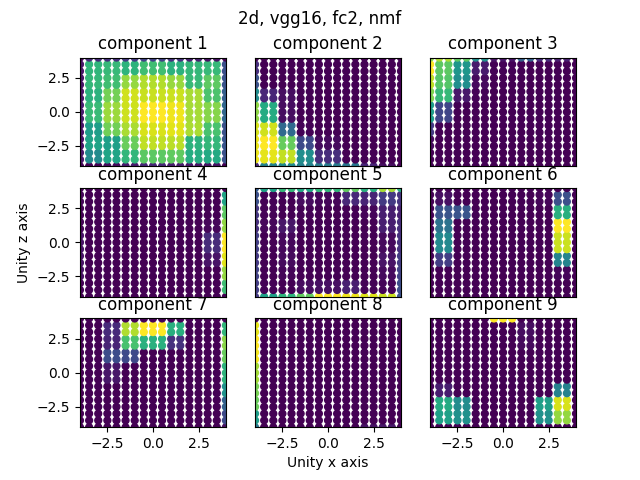 2d, vgg16, fc2, nmf
component 1
component 2
component 3
2.5
0.0
−2.5
component 4
component 5
component 6
2.5
0.0
−2.5
component 7
component 8
component 9
2.5
0.0
−2.5
−2.5 0.0 2.5
−2.5 0.0 2.5
−2.5 0.0 2.5
Unity z axis
Unity x axis